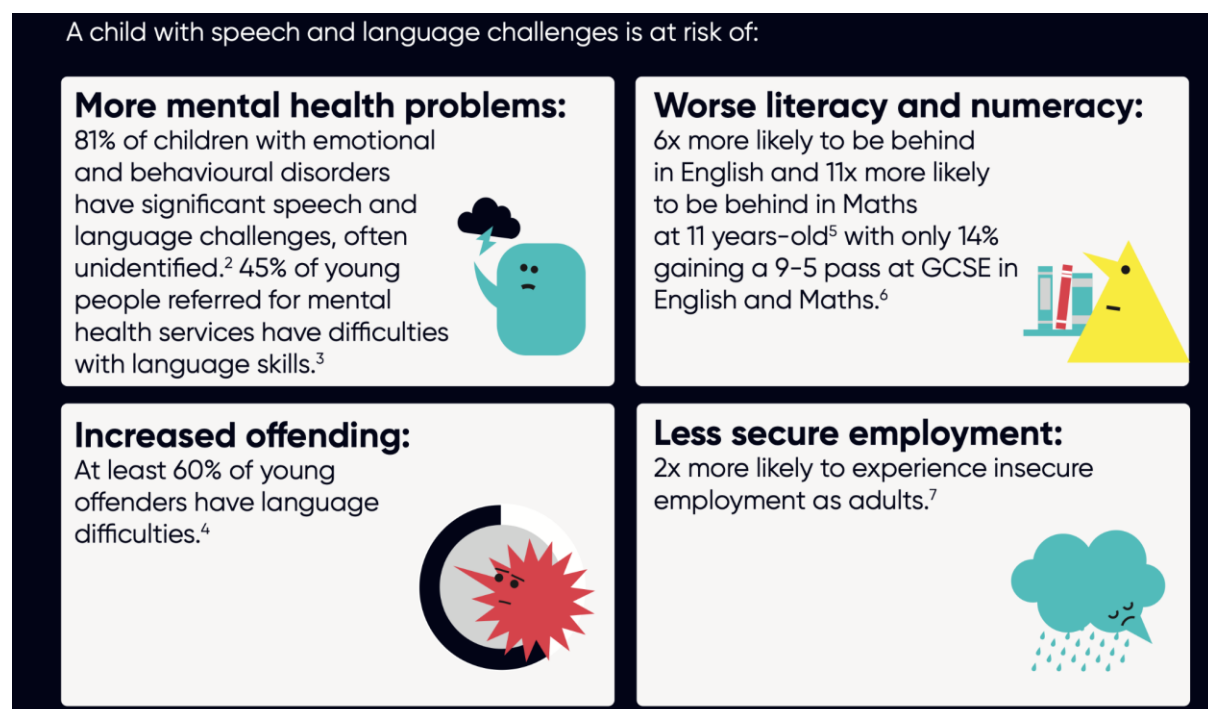 A child with speech and language challenges is at risk of:
More mental health problems:
81% of children with emotional
and behavioural disorders
have significant speech and
language challenges, often
unidentified.² 45% of young
people referred for mental
health services have difficulties
with language skills.³
Worse literacy and numeracy:
6x more likely to be behind
in English and 11x more likely
to be behind in Maths
at 11 years-old⁵ with only 14%
gaining a 9-5 pass at GCSE in
English and Maths.⁶
Increased offending:
At least 60% of young
offenders have language
difficulties.⁴
Less secure employment:
2x more likely to experience insecure
employment as adults.⁷